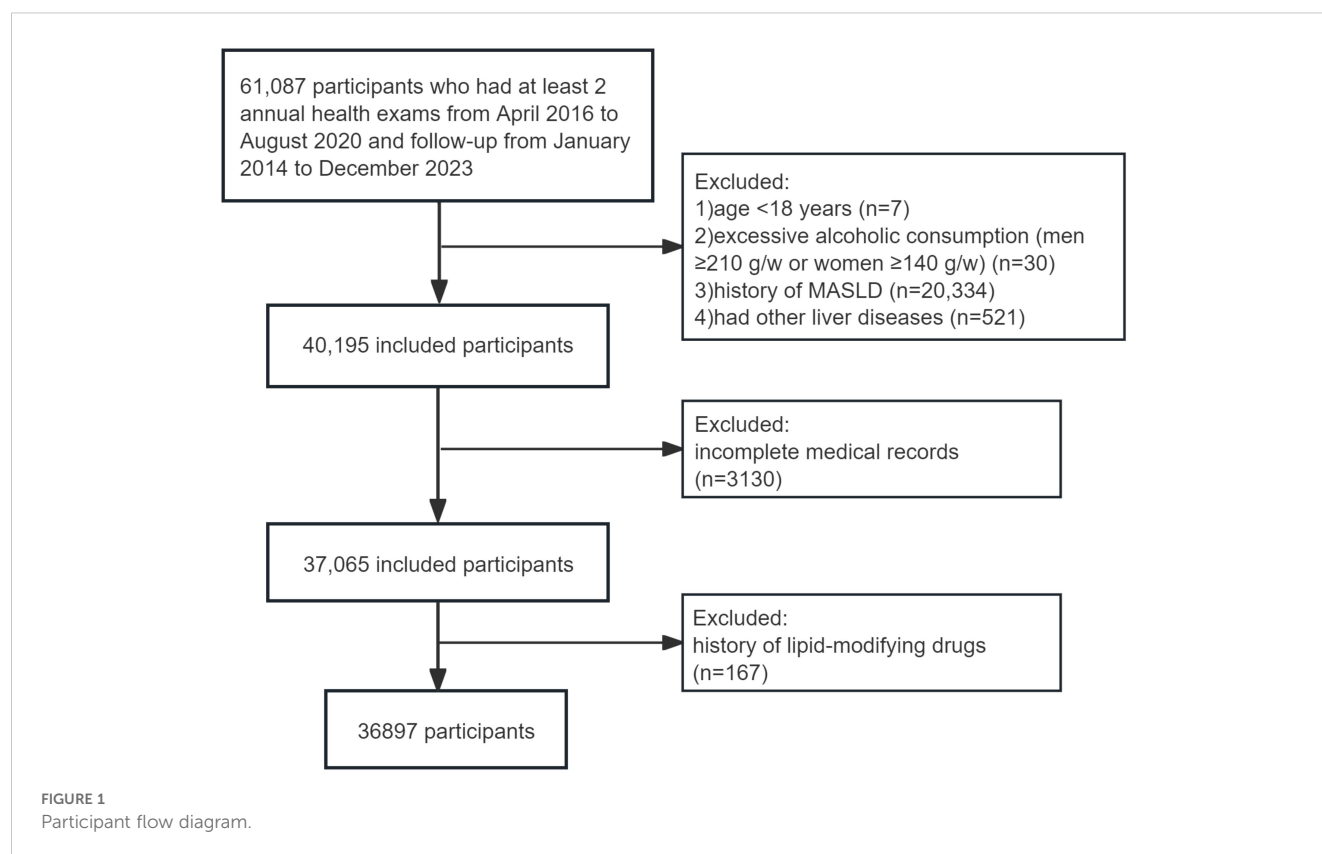 61,087 participants who had at least 2
annual health exams from April 2016 to
August 2020 and follow-up from January
2014 to December 2023
Excluded:
1)age <18 years (n=7)
2)excessive alcoholic consumption (men
≥210 g/w or women ≥140 g/w) (n=30)
3)history of MASLD (n=20,334)
4)had other liver diseases (n=521)
40,195 included participants
Excluded:
incomplete medical records
(n=3130)
37,065 included participants
Excluded:
history of lipid-modifying drugs
(n=167)
36897 participants
FIGURE 1
Participant flow diagram.